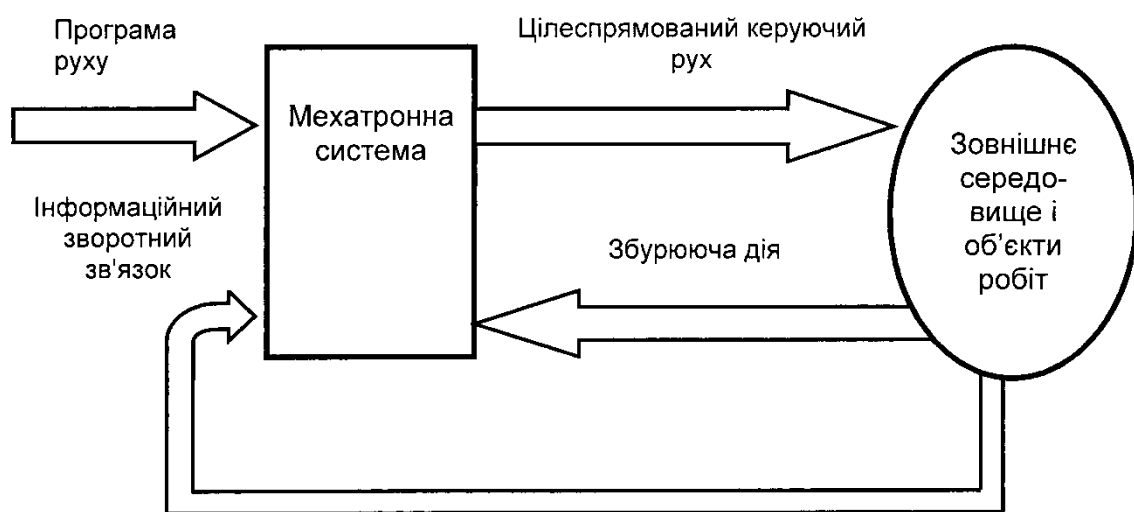 Програма
руху
Цілеспрямований керуючий
рух
Мехатронна
система
Зовнішнє
середо-
вище і
об’єкти
робіт
Інформаційний
зворотний
зв'язок
Збурююча дія